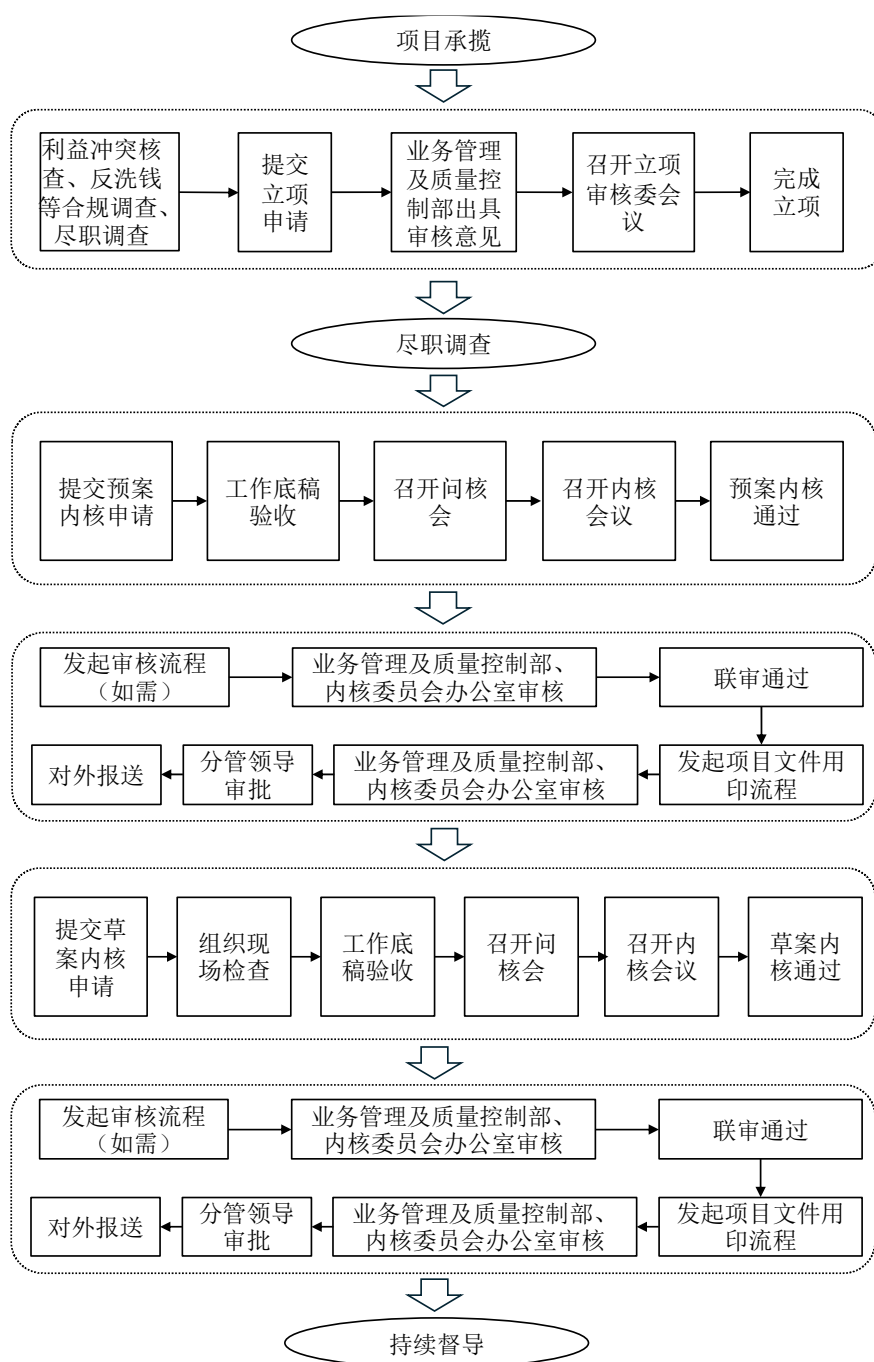 项目承揽
利益冲突核
查、反洗钱
等合规调查、
尽职调查
提交
立项
申请
业务管理
及质量控
制部出具
审核意见
召开立项
审核委会
议
完成
立项
尽职调查
提交预案
内核申请
工作底稿
验收
召开问核
会
召开内核
会议
预案内核
通过
发起审核流程
（如需）
业务管理及质量控制部、
内核委员会办公室审核
联审通过
发起项目文件用
印流程
业务管理及质量控制部、
内核委员会办公室审核
分管领导
审批
对外报送
提交草
案内核
申请
组织现
场检查
工作底
稿验收
召开问
核会
召开内
核会议
草案内
核通过
发起审核流程
（如需）
业务管理及质量控制部、
内核委员会办公室审核
联审通过
发起项目文件用
印流程
业务管理及质量控制部、
内核委员会办公室审核
分管领导
审批
对外报送
持续督导